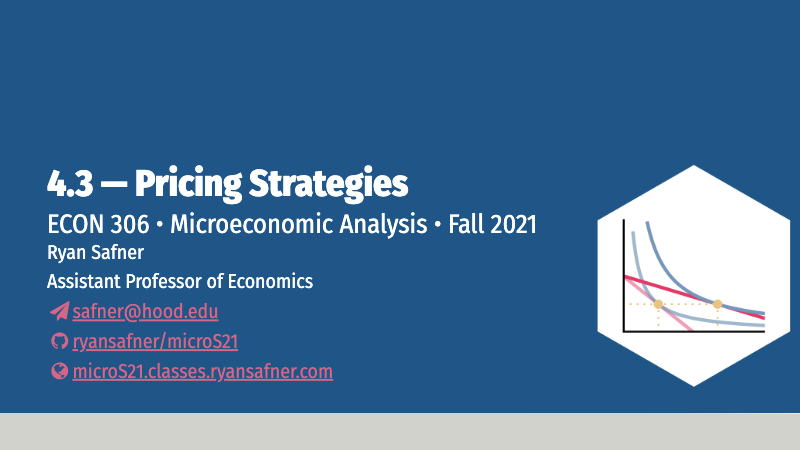 4.3 — Pricing Strategies
ECON 306 • Microeconomic Analysis • Fall 2021
Ryan Safner
Assistant Professor of Economics
safner@hood.edu
ryansafner/microS21
microS21.classes.ryansafner.com